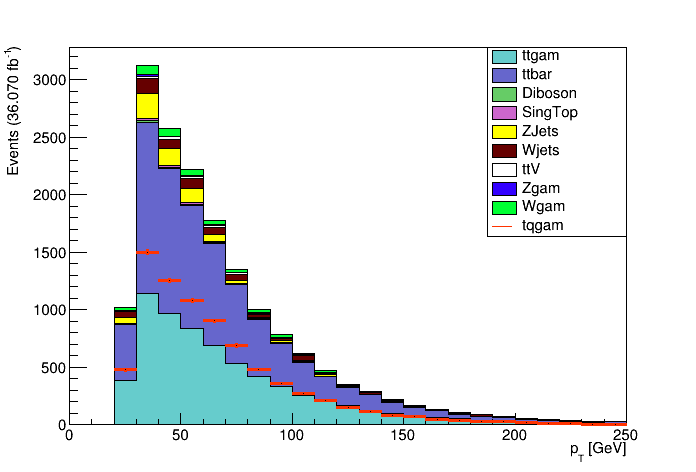 Events (36.070 fb-1)
3000
2500
2000
1500
1000
500
0
0 50 100 150 200 250
pT [GeV]
ttgam
ttbar
Diboson
SingTop
ZJets
Wjets
ttV
Zgam
Wgam
tqgam